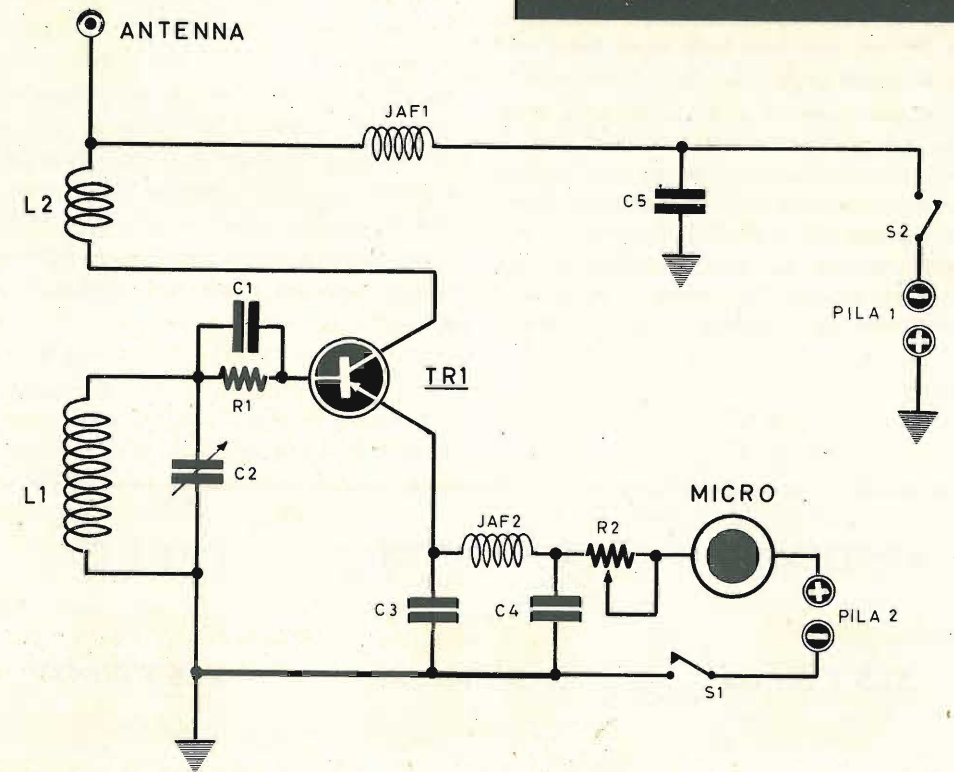 ANTENNA
JAF1
L2
C5
S2
C1
PILA 1
R1
TR1
C2
L1
MICRO
JAF2
R2
C3
C4
PILA 2
S1